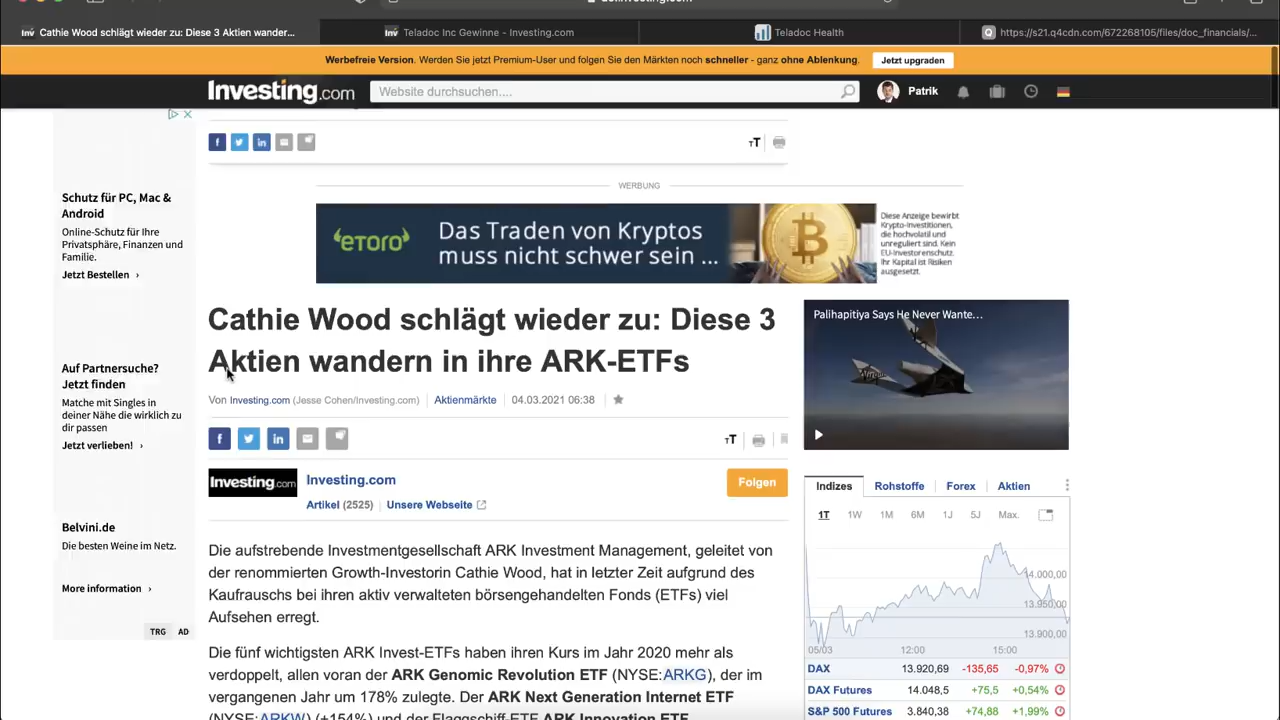 Cathie Wood schlägt wieder zu: Diese 3 Aktien wander...
Teladoc Inc Gewinne - Investing.com
Teladoc Health
https://s21.q4cdn.com/672268105/files/doc_financials/...
Werbefreie Version. Werden Sie jetzt Premium-User und folgen Sie den Märkten noch schneller - ganz ohne Ablenkung.
Jetzt upgraden
Investing.com
Website durchsuchen....
Patrik
WERBUNG
eToro
Das Traden von Kryptos
muss nicht schwer sein ...
Diese Anzeige bewirbt
Krypto-Investitionen,
die hochvolatil und
unreguliert sind. Kein
EU-Investorenschutz.
Ihr Kapital ist Risiken
ausgesetzt.
Schutz für PC, Mac &
Android
Online-Schutz für Ihre
Privatsphäre, Finanzen und
Familie.
Jetzt Bestellen ›
Auf Partnersuche?
Jetzt finden
Matche mit Singles in
deiner Nähe die wirklich zu
dir passen
Jetzt verlieben! ›
Belvini.de
Die besten Weine im Netz.
More information ›
TRG AD
Cathie Wood schlägt wieder zu: Diese 3
Aktien wandern in ihre ARK-ETFs
Von Investing.com (Jesse Cohen/Investing.com) Aktienmärkte 04.03.2021 06:38
Investing.com
Investing.com
Artikel (2525) Unsere Webseite
Folgen
Die aufstrebende Investmentgesellschaft ARK Investment Management, geleitet von
der renommierten Growth-Investorin Cathie Wood, hat in letzter Zeit aufgrund des
Kaufrauschs bei ihren aktiv verwalteten börsengehandelten Fonds (ETFs) viel
Aufsehen erregt.
Die fünf wichtigsten ARK Invest-ETFs haben ihren Kurs im Jahr 2020 mehr als
verdoppelt, allen voran der ARK Genomic Revolution ETF (NYSE:ARKG), der im
vergangenen Jahr um 178% zulegte. Der ARK Next Generation Internet ETF
(NYSE:ARKW) (+154%) und der Flaggschiff-ETF ARK Innovation ETF
Palihapitiya Says He Never Wante...
Indizes Rohstoffe Forex Aktien
1T 1W 1M 6M 1J 5J Max.
14.000,00
13.950,00
13.900,00
05/03 12:00 15:00
DAX 13.920,69 -135,65 -0,97%
DAX Futures 14.048,5 +75,5 +0,54%
S&P 500 Futures 3.840,38 +74,88 +1,99%